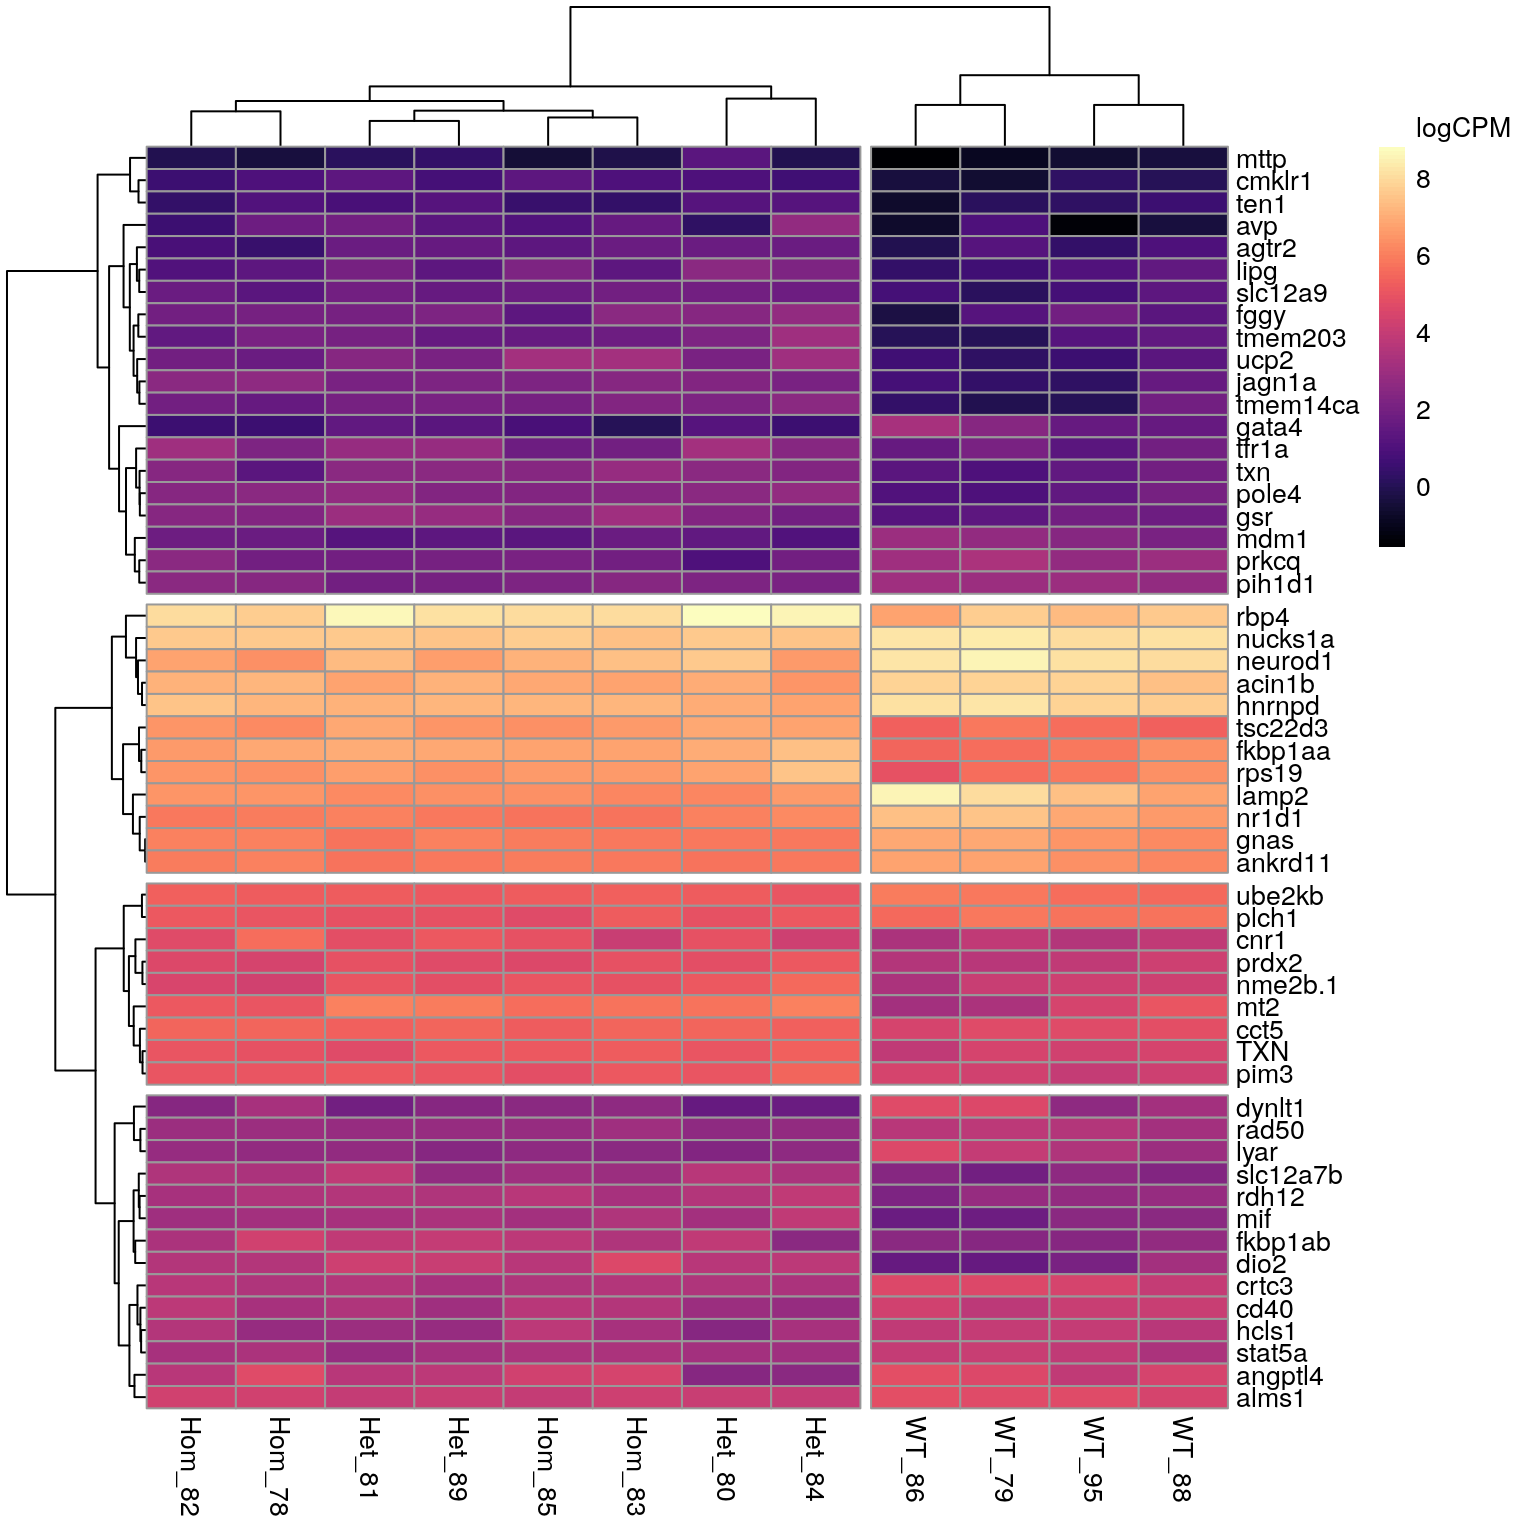 logCPM
8
6
4
2
0
mttp
cmklr1
ten1
avp
agtr2
lipg
slc12a9
fggy
tmem203
ucp2
jagn1a
tmem14ca
gata4
tfr1a
txn
pole4
gsr
mdm1
prkcq
pih1d1
rbp4
nucks1a
neurod1
acin1b
hnrnpd
tsc22d3
fkbp1aa
rps19
lamp2
nr1d1
gnas
ankrd11
ube2kb
plch1
cnr1
prdx2
nme2b.1
mt2
cct5
TXN
pim3
dynlt1
rad50
lyar
slc12a7b
rdh12
mif
fkbp1ab
dio2
crtc3
cd40
hcls1
stat5a
angptl4
alms1
Hom_82
Hom_78
Het_81
Het_89
Hom_85
Hom_83
Het_80
Het_84
WT_86
WT_79
WT_95
WT_88